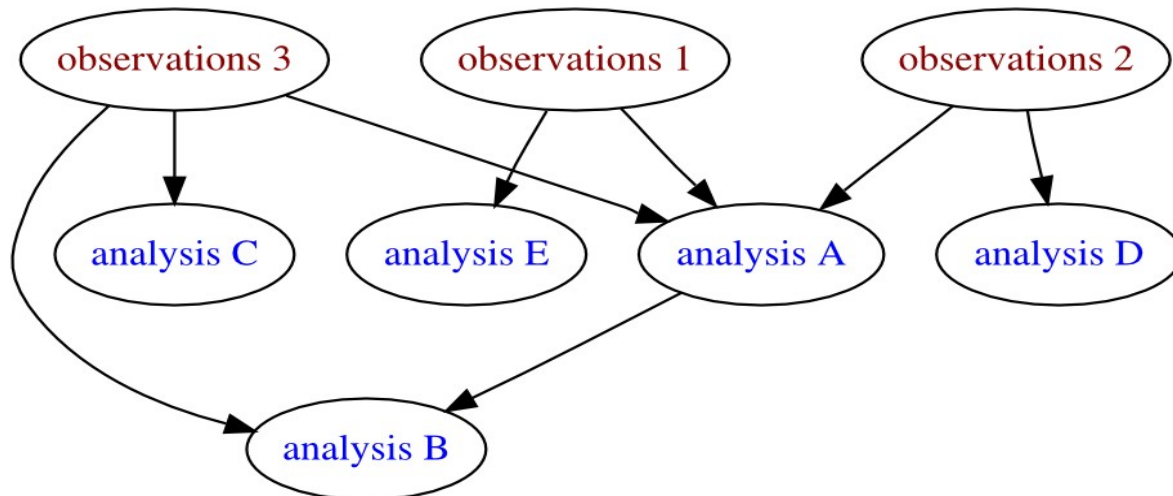 observations 3
observations 1
observations 2
analysis C
analysis E
analysis A
analysis D
analysis B